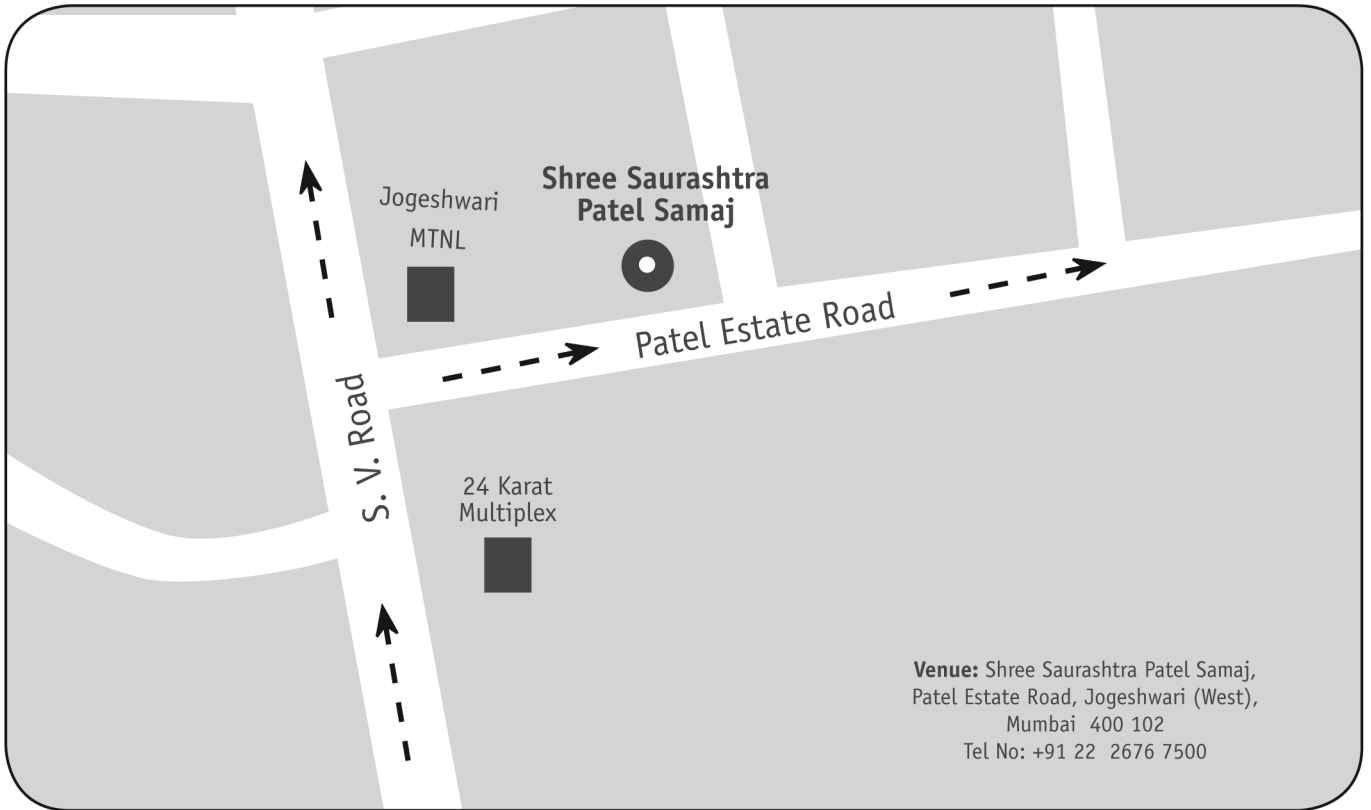 Shree Saurashtra
Patel Samaj
Jogeshwari
MTNL
Patel Estate Road
S. V. Road
24 Karat
Multiplex
Venue: Shree Saurashtra Patel Samaj,
Patel Estate Road, Jogeshwari (West),
Mumbai 400 102
Tel No: +91 22 2676 7500